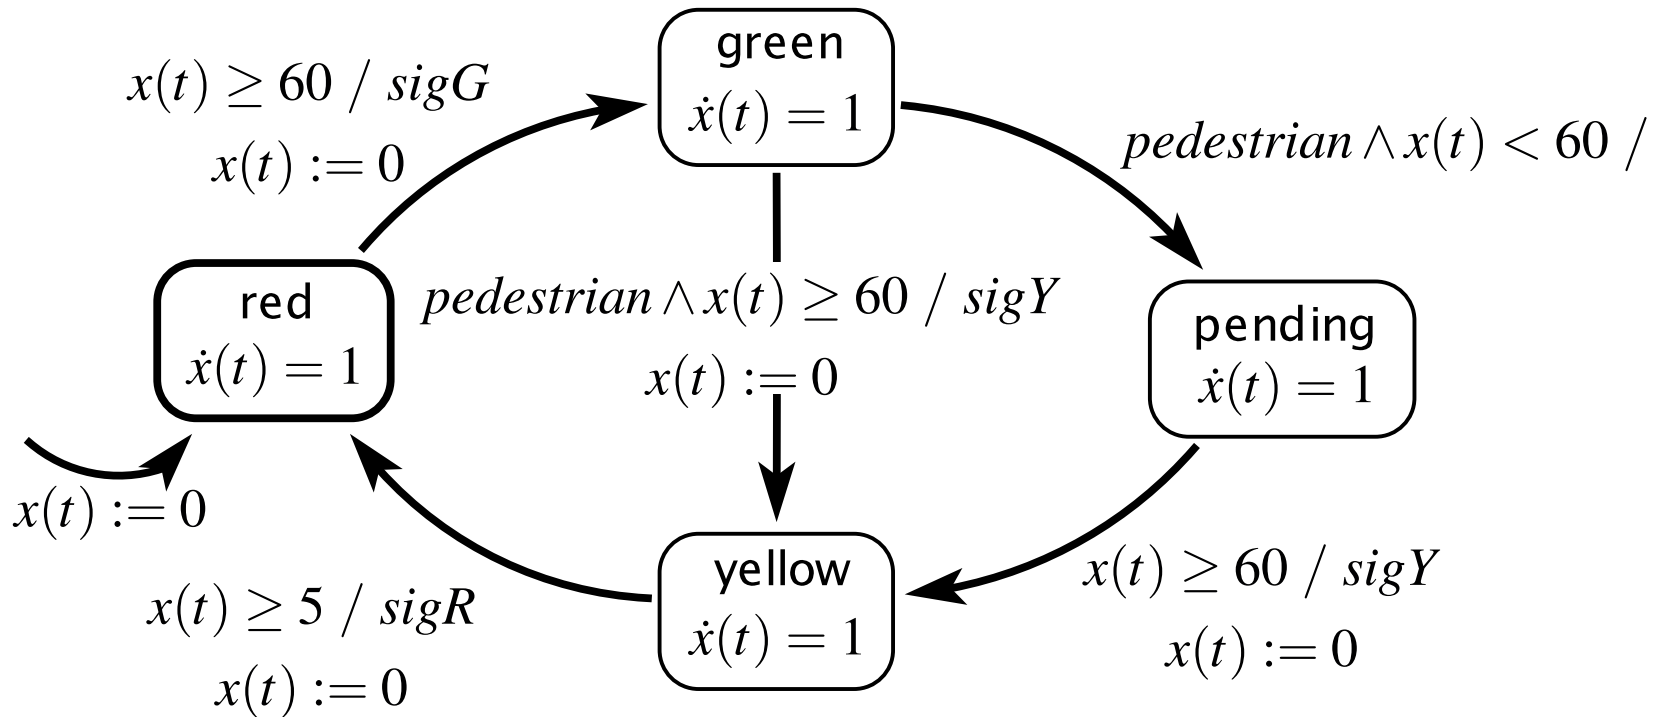 green
ẋ(t) = 1
x(t) ≥ 60 / sigG
x(t) := 0
pedestrian ∧ x(t) < 60 /
red
ẋ(t) = 1
pedestrian ∧ x(t) ≥ 60 / sigY
x(t) := 0
pending
ẋ(t) = 1
x(t) := 0
yellow
ẋ(t) = 1
x(t) ≥ 5 / sigR
x(t) := 0
x(t) ≥ 60 / sigY
x(t) := 0